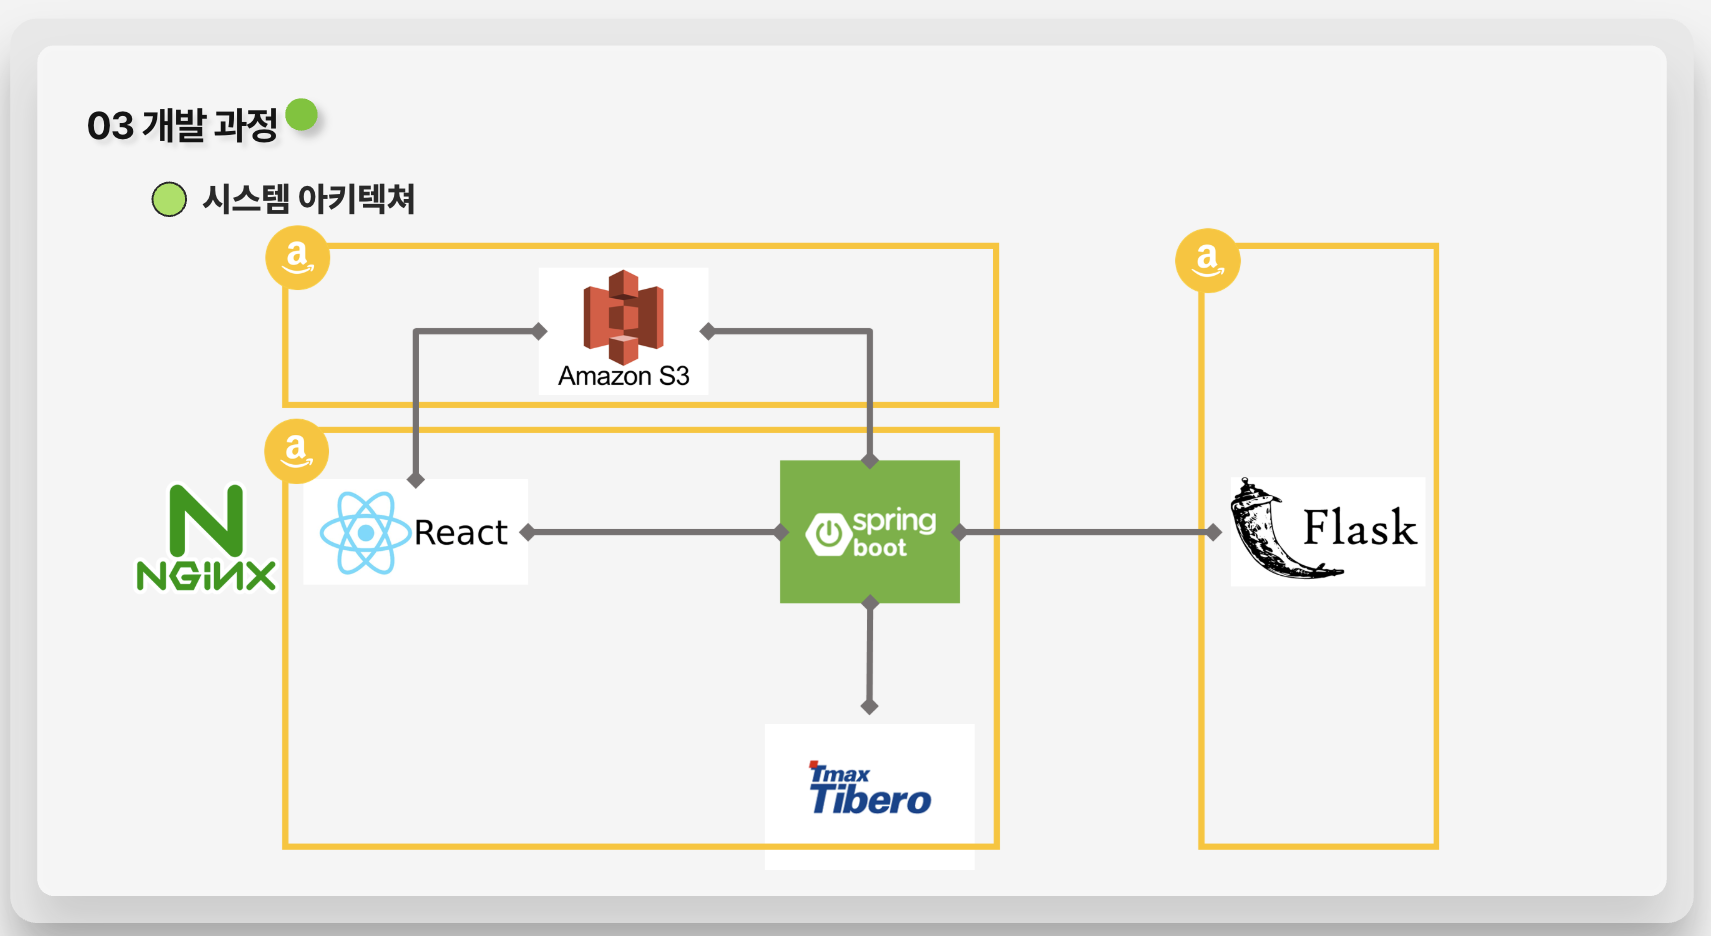 03 개발 과정
시스템 아키텍쳐
a
a
Amazon S3
a
NGINX
React
spring
boot
Flask
Tmax
Tibero